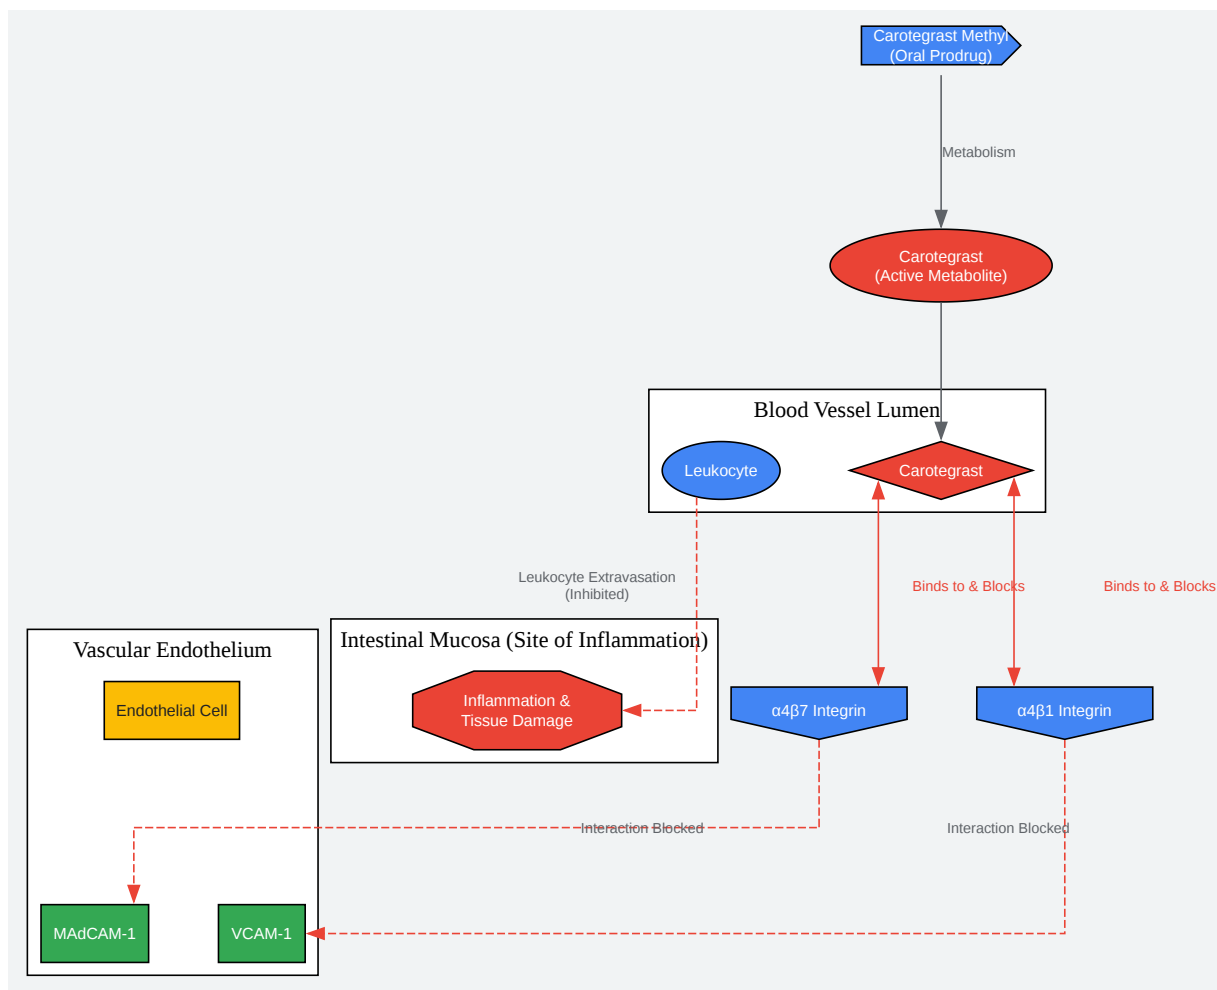 Carotegrast Methyl
(Oral Prodrug)
Metabolism
Carotegrast
(Active Metabolite)
Blood Vessel Lumen
Leukocyte
Carotegrast
Leukocyte Extravasation
(Inhibited)
Binds to & Blocks
Binds to & Blocks
Vascular Endothelium
Intestinal Mucosa (Site of Inflammation)
Endothelial Cell
Inflammation &
Tissue Damage
α4β7 Integrin
α4β1 Integrin
Interaction Blocked
Interaction Blocked
MAdCAM-1
VCAM-1